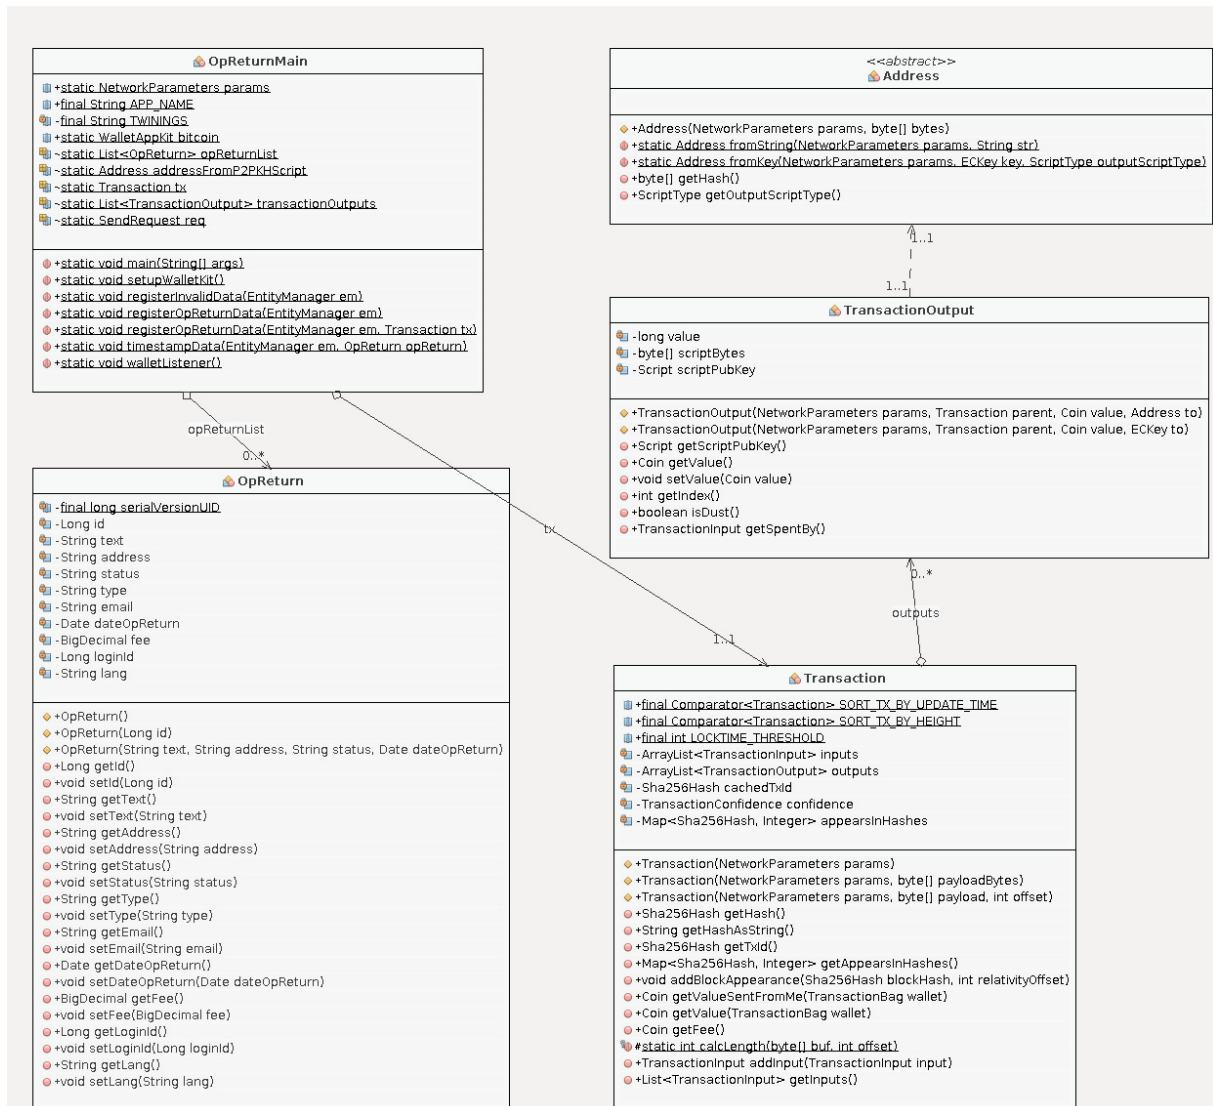 OpReturnMain
+static NetworkParameters params
+final String APP_NAME
-final String TWININGS
+static WalletAppKit bitcoin
~static List<OpReturn> opReturnList
~static Address addressFromP2PKHScript
~static Transaction tx
~static List<TransactionOutput> transactionOutputs
~static SendRequest req
+static void main(String[] args)
+static void setupWalletKit()
+static void registerInvalidData(EntityManager em)
+static void registerOpReturnData(EntityManager em)
+static void registerOpReturnData(EntityManager em, Transaction tx)
+static void timestampData(EntityManager em, OpReturn opReturn)
+static void walletListener()
<<abstract>>
Address
+Address(NetworkParameters params, byte[] bytes)
+static Address fromString(NetworkParameters params, String str)
+static Address fromKey(NetworkParameters params, ECKey key, ScriptType outputScriptType)
+byte[] getHash()
+ScriptType getOutputScriptType()
1..1
1..1
TransactionOutput
-long value
-byte[] scriptBytes
-Script scriptPubKey
+TransactionOutput(NetworkParameters params, Transaction parent, Coin value, Address to)
+TransactionOutput(NetworkParameters params, Transaction parent, Coin value, ECKey to)
+Script getScriptPubKey()
+Coin getValue()
+void setValue(Coin value)
+int getIndex()
+boolean isDust()
+TransactionInput getSpentBy()
opReturnList
0..*
tx
1..1
0..*
outputs
OpReturn
-final long serialVersionUID
-Long id
-String text
-String address
-String status
-String type
-String email
-Date dateOpReturn
-BigDecimal fee
-Long loginId
-String lang
+OpReturn()
+OpReturn(Long id)
+OpReturn(String text, String address, String status, Date dateOpReturn)
+Long getId()
+void setId(Long id)
+String getText()
+void setText(String text)
+String getAddress()
+void setAddress(String address)
+String getStatus()
+void setStatus(String status)
+String getType()
+void setType(String type)
+String getEmail()
+void setEmail(String email)
+Date getDateOpReturn()
+void setDateOpReturn(Date dateOpReturn)
+BigDecimal getFee()
+void setFee(BigDecimal fee)
+Long getLoginId()
+void setLoginId(Long loginId)
+String getLang()
+void setLang(String lang)
Transaction
+final Comparator<Transaction> SORT_TX_BY_UPDATE_TIME
+final Comparator<Transaction> SORT_TX_BY_HEIGHT
+final int LOCKTIME_THRESHOLD
-ArrayList<TransactionInput> inputs
-ArrayList<TransactionOutput> outputs
-Sha256Hash cachedTxId
-TransactionConfidence confidence
-Map<Sha256Hash, Integer> appearsInHashes
+Transaction(NetworkParameters params)
+Transaction(NetworkParameters params, byte[] payloadBytes)
+Transaction(NetworkParameters params, byte[] payload, int offset)
+Sha256Hash getHash()
+String getHashAsString()
+Sha256Hash getTxId()
+Map<Sha256Hash, Integer> getAppearsInHashes()
+void addBlockAppearance(Sha256Hash blockHash, int relativityOffset)
+Coin getValueSentFromMe(TransactionBag wallet)
+Coin getValue(TransactionBag wallet)
+Coin getFee()
#static int calcLength(byte[] buf, int offset)
+TransactionInput addInput(TransactionInput input)
+List<TransactionInput> getInputs()